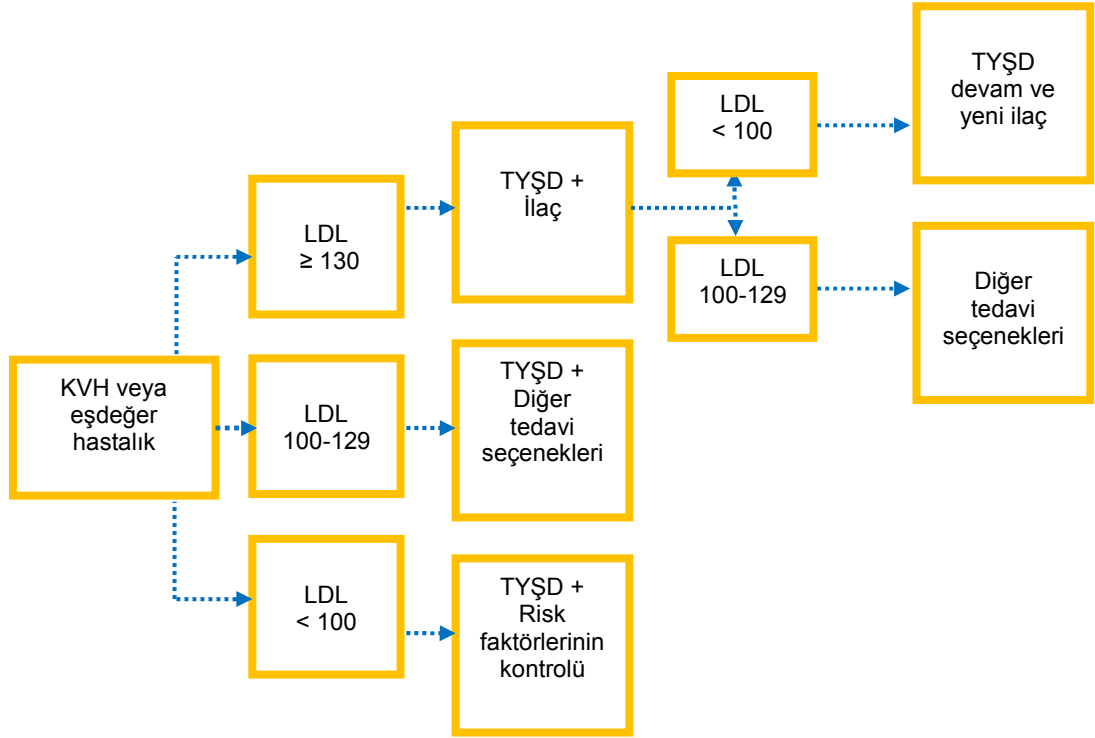 KVH veya
eşdeğer
hastalık
LDL
≥ 130
TYŞD +
İlaç
LDL
< 100
TYŞD
devam ve
yeni ilaç
LDL
100-129
Diğer
tedavi
seçenekleri
LDL
100-129
TYŞD +
Diğer
tedavi
seçenekleri
LDL
< 100
TYŞD +
Risk
faktörlerinin
kontrolü